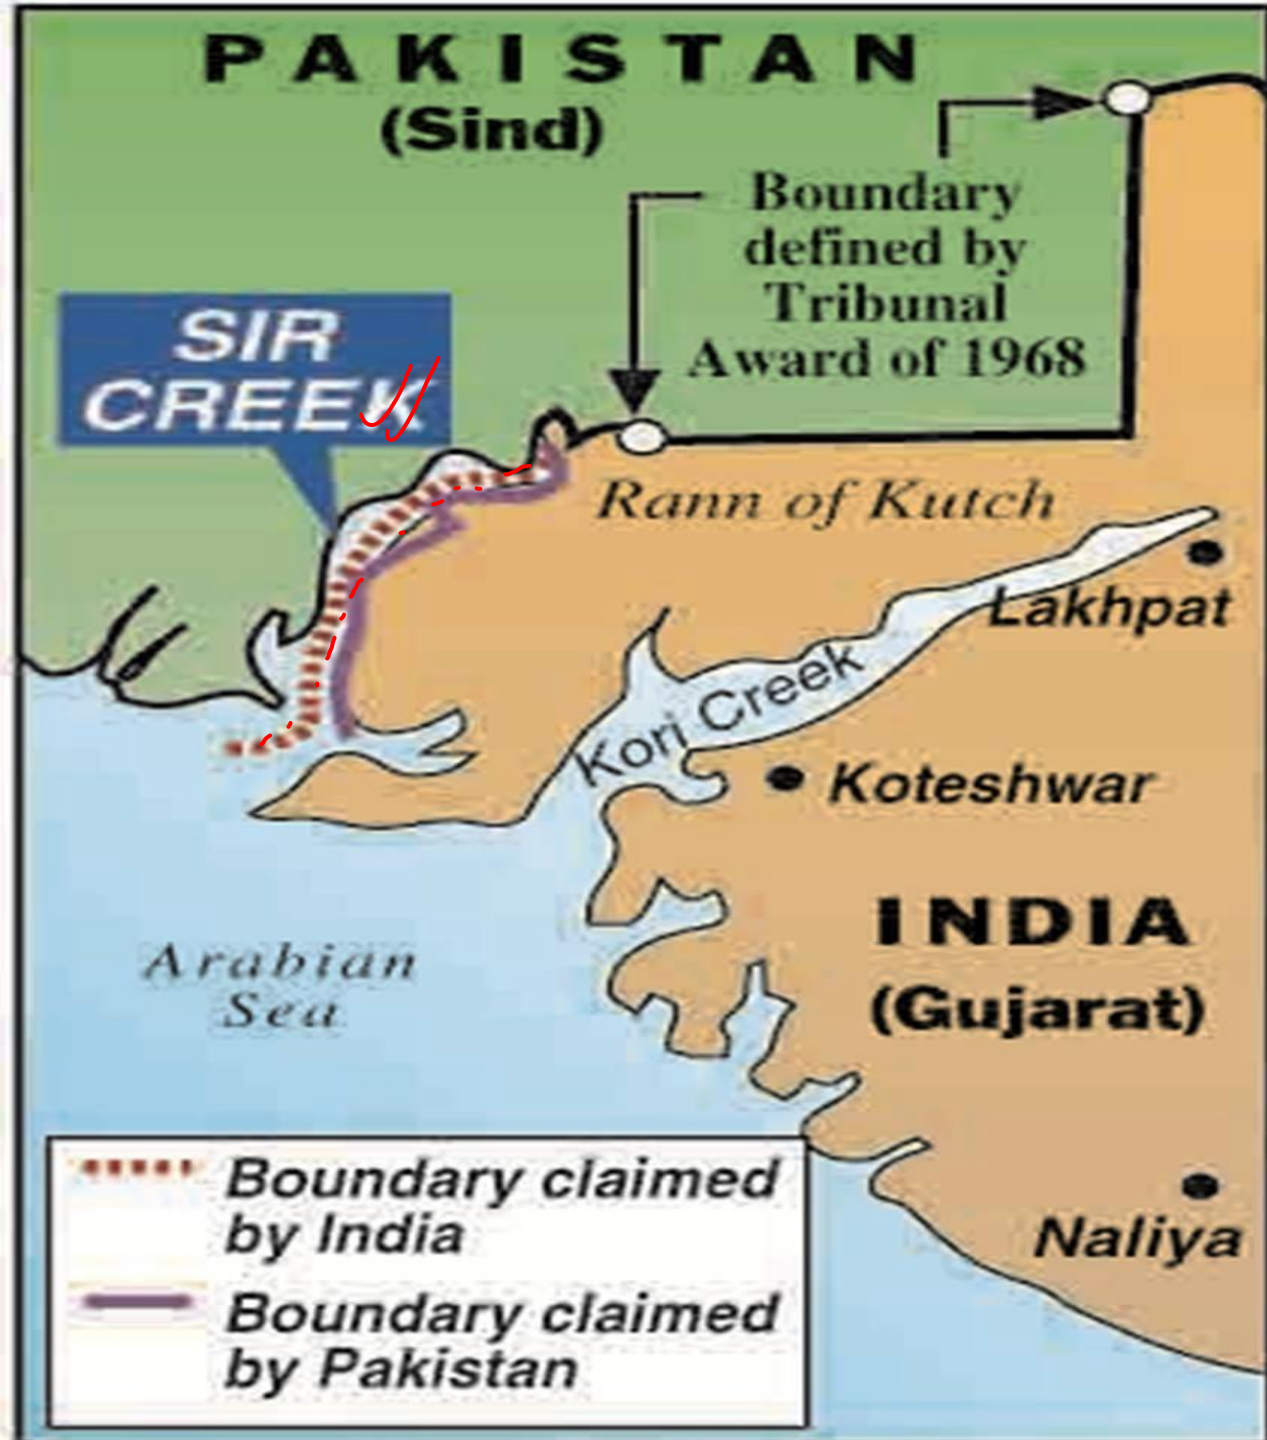 PAKISTAN
(Sind)
Boundary
defined by
Tribunal
Award of 1968
SIR
CREEK
Rann of Kutch
Lakhpat
Kori Creek
Koteshwar
INDIA
(Gujarat)
Arabian
Sea
Naliya
Boundary claimed
by India
Boundary claimed
by Pakistan